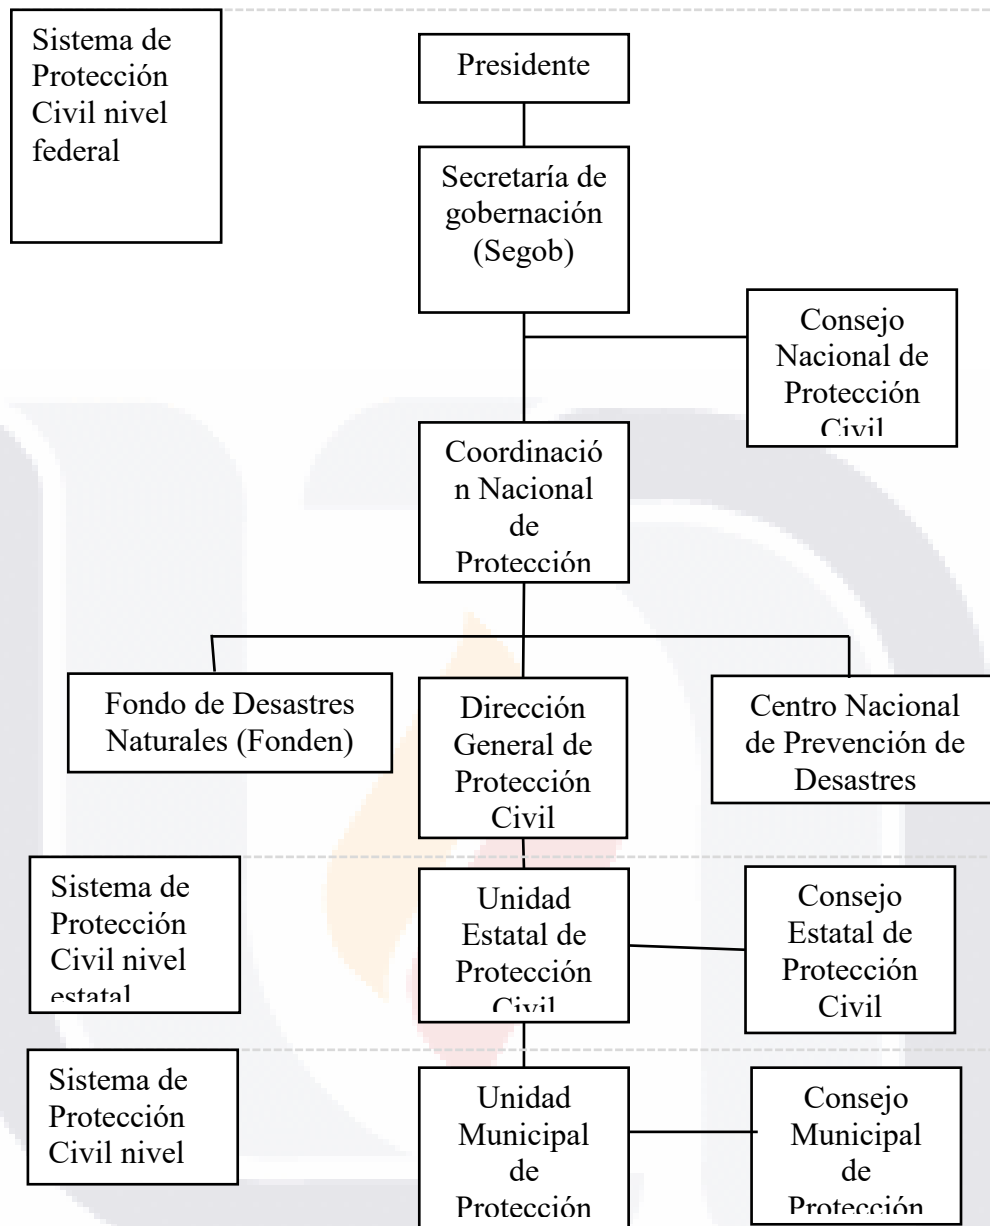 Sistema de
Protección
Civil nivel
federal
Presidente
Secretaría de
gobernación
(Segob)
Consejo
Nacional de
Protección
Civil
Coordinació
n Nacional
de
Protección
Fondo de Desastres
Naturales (Fonden)
Dirección
General de
Protección
Civil
Centro Nacional
de Prevención de
Desastres
Sistema de
Protección
Civil nivel
estatal
Unidad
Estatal de
Protección
Civil
Consejo
Estatal de
Protección
Civil
Sistema de
Protección
Civil nivel
Unidad
Municipal
de
Protección
Consejo
Municipal
de
Protección